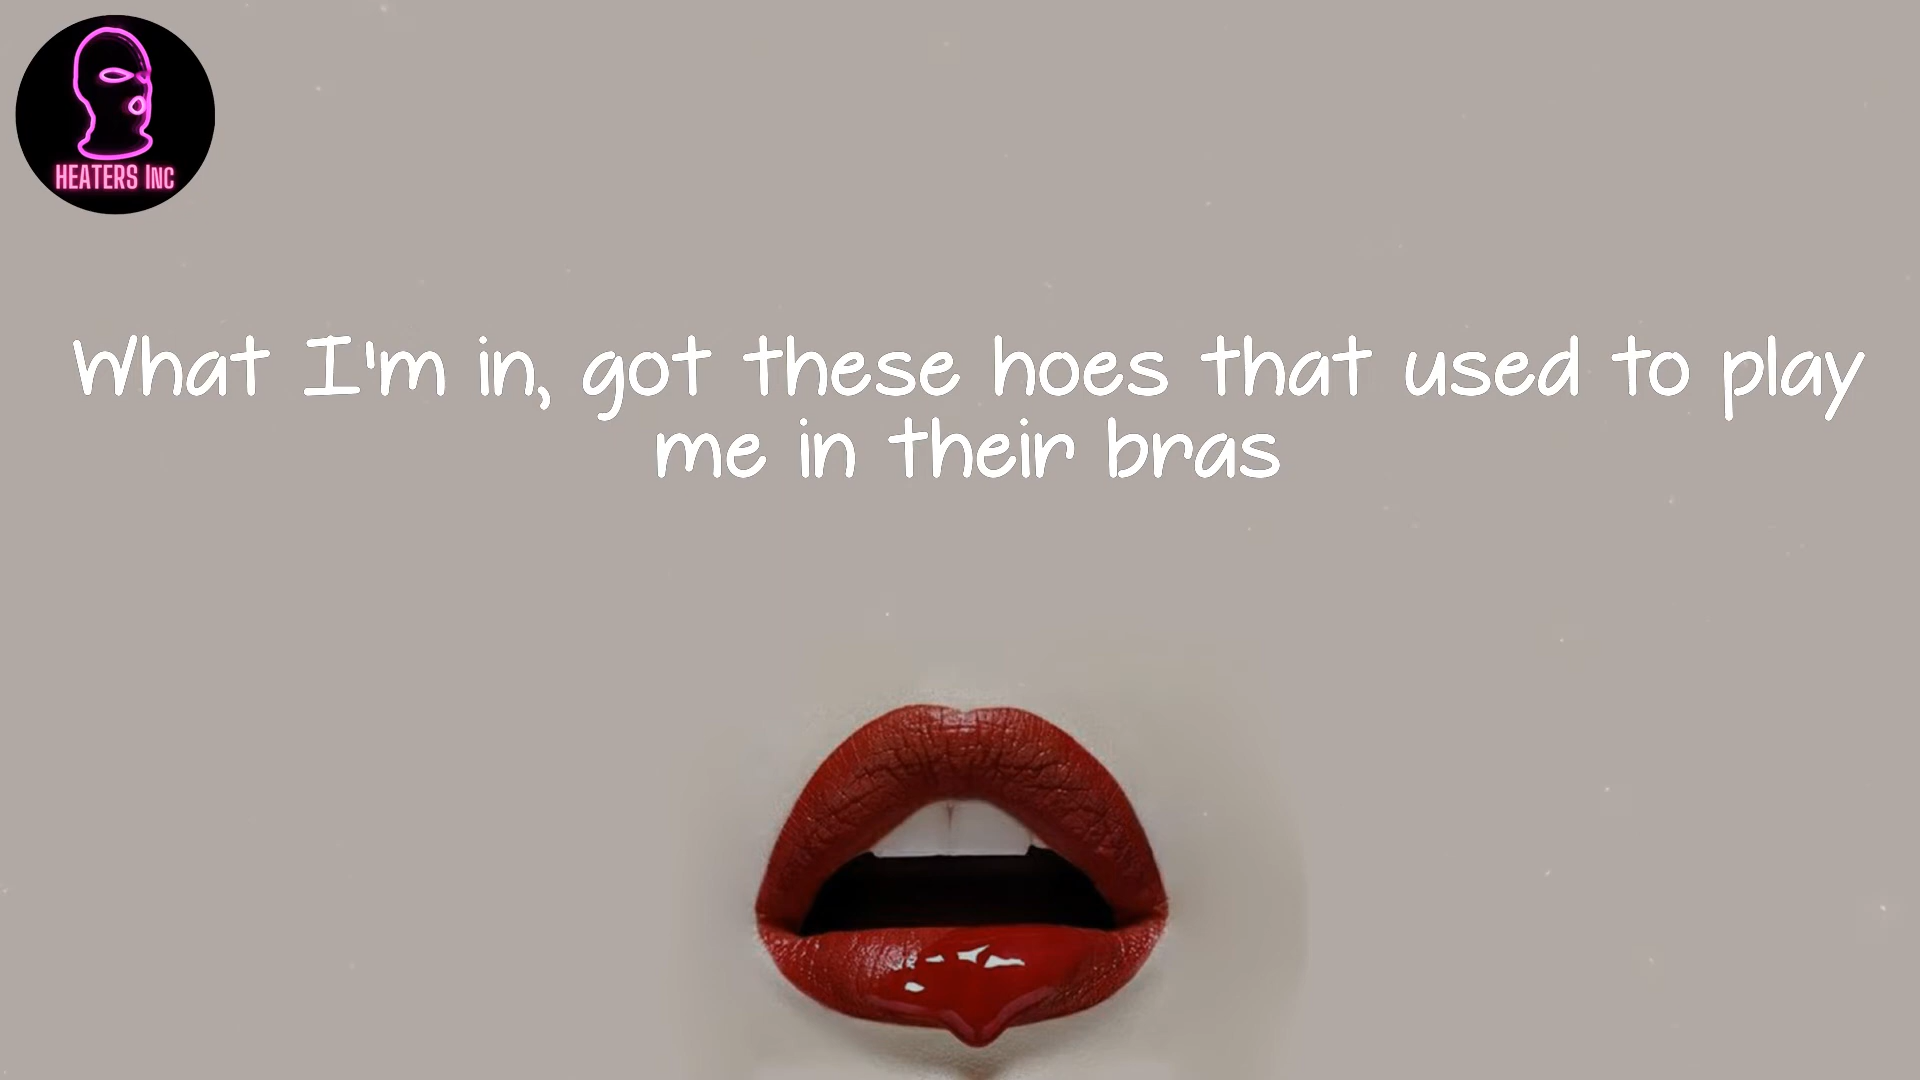 HEATERS INC
What I'm in, got these hoes that used to play
me in their bras